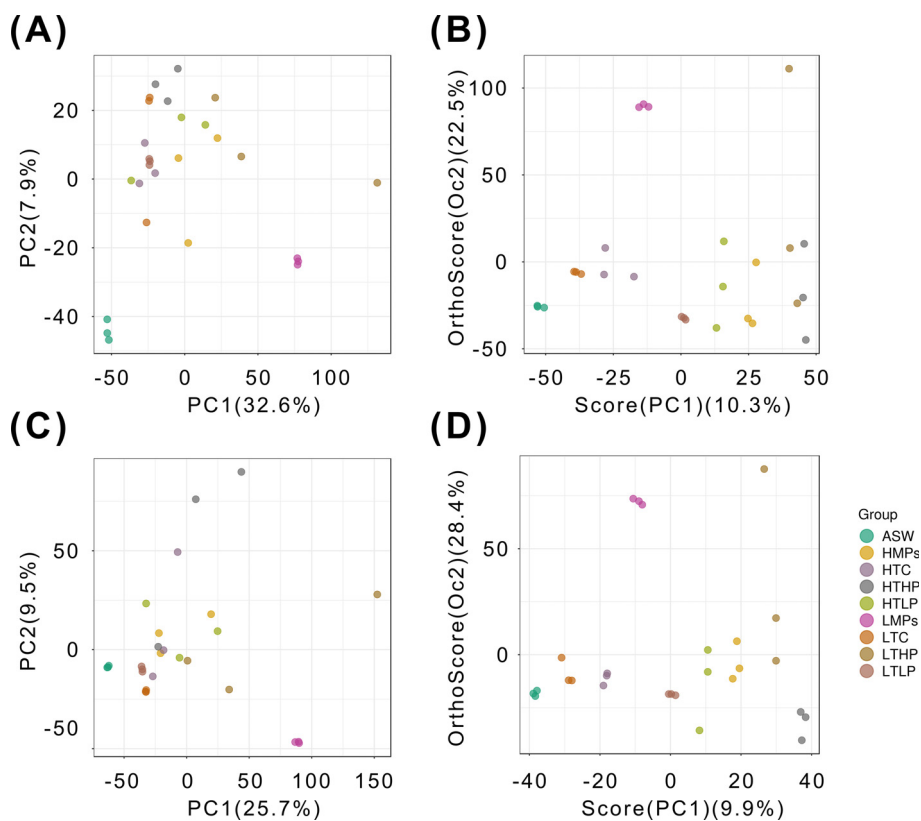 (A)
20
0
-20
-40
PC2(7.9%)
-50
0
50
100
PC1(32.6%)
(B)
100
50
0
-50
OrthoScore(Oc2)(22.5%)
-50
-25
0
25
50
Score(PC1)(10.3%)
(C)
50
0
-50
PC2(9.5%)
-50
0
50
100
150
PC1(25.7%)
(D)
50
0
OrthoScore(Oc2)(28.4%)
-40
-20
0
20
40
Score(PC1)(9.9%)
Group
ASW
HMPs
HTC
HTHP
HTLP
LMPs
LTC
LTHP
LTLP